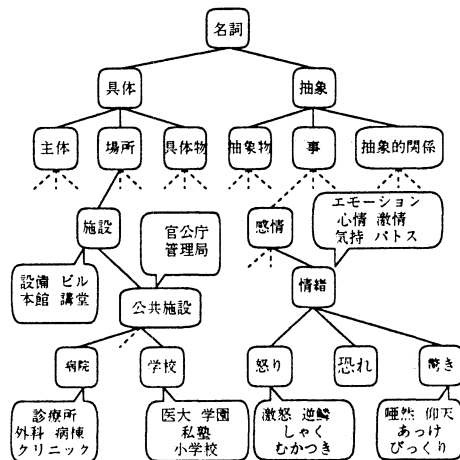 名詞
具体
抽象
主体
場所
具体物
抽象物
事
抽象的関係
施設
官公庁
管理局
感情
エモーション
心情 激情
気持 パトス
設備 ビル
本館 講堂
公共施設
情緒
病院
学校
怒り
恐れ
驚き
診療所
外科 病棟
クリニック
医大 学園
私塾
小学校
激怒 逆鱗
しゃく
むかつき
唖然 仰天
あっけ
びっくり